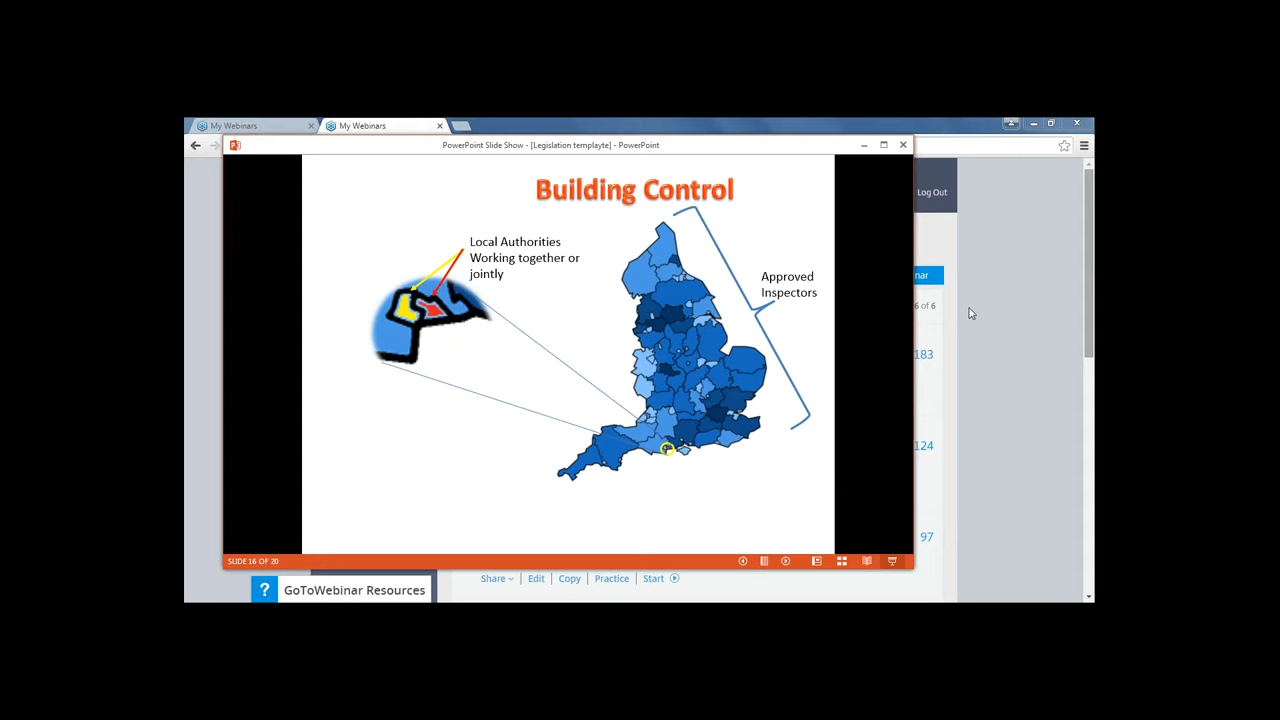 My Webinars
My Webinars
PowerPoint Slide Show - [Legislation templayte] - PowerPoint
Log Out
Building Control
Local Authorities
Working together or
jointly
Approved
Inspectors
nar
6 of 6
183
124
97
SLIDE 16 OF 20
Share
Edit
Copy
Practice
Start
? GoToWebinar Resources